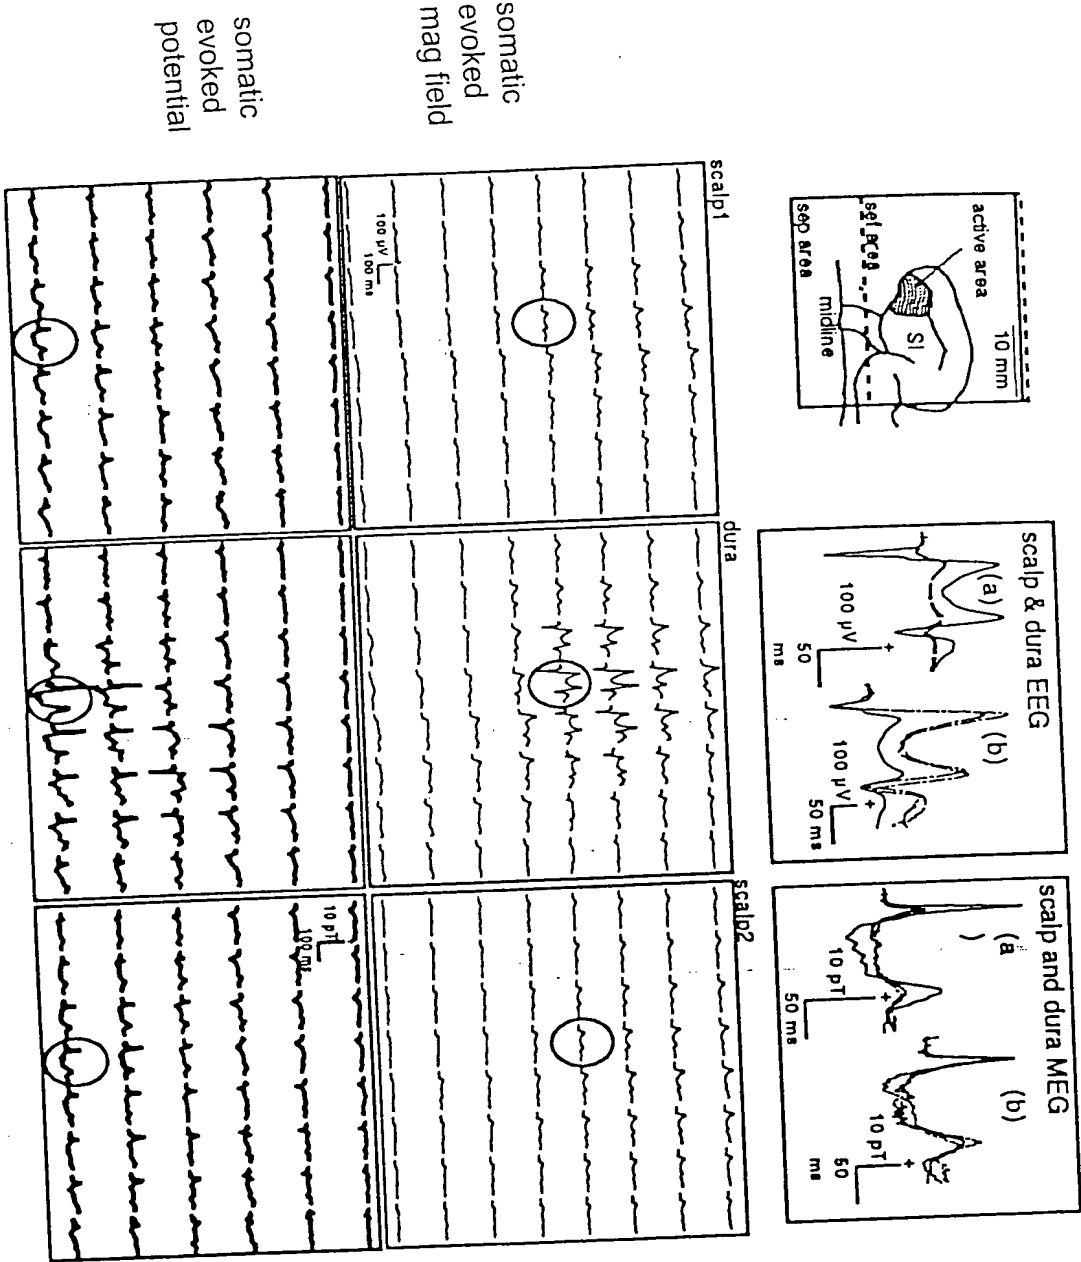 somatic
evoked
mag field
somatic
evoked
potential
active area
10 mm
SI
sef area
midline
sep area
scalp & dura EEG
(a)
(b)
100 µV
50
ms
+
100 µV
50 ms
+
scalp and dura MEG
(a
)
(b)
10 pT
50 ms
+
10 pT
50
ms
+
scalp1
dura
scalp2
100 µV
100 ms
10 pT
100 ms